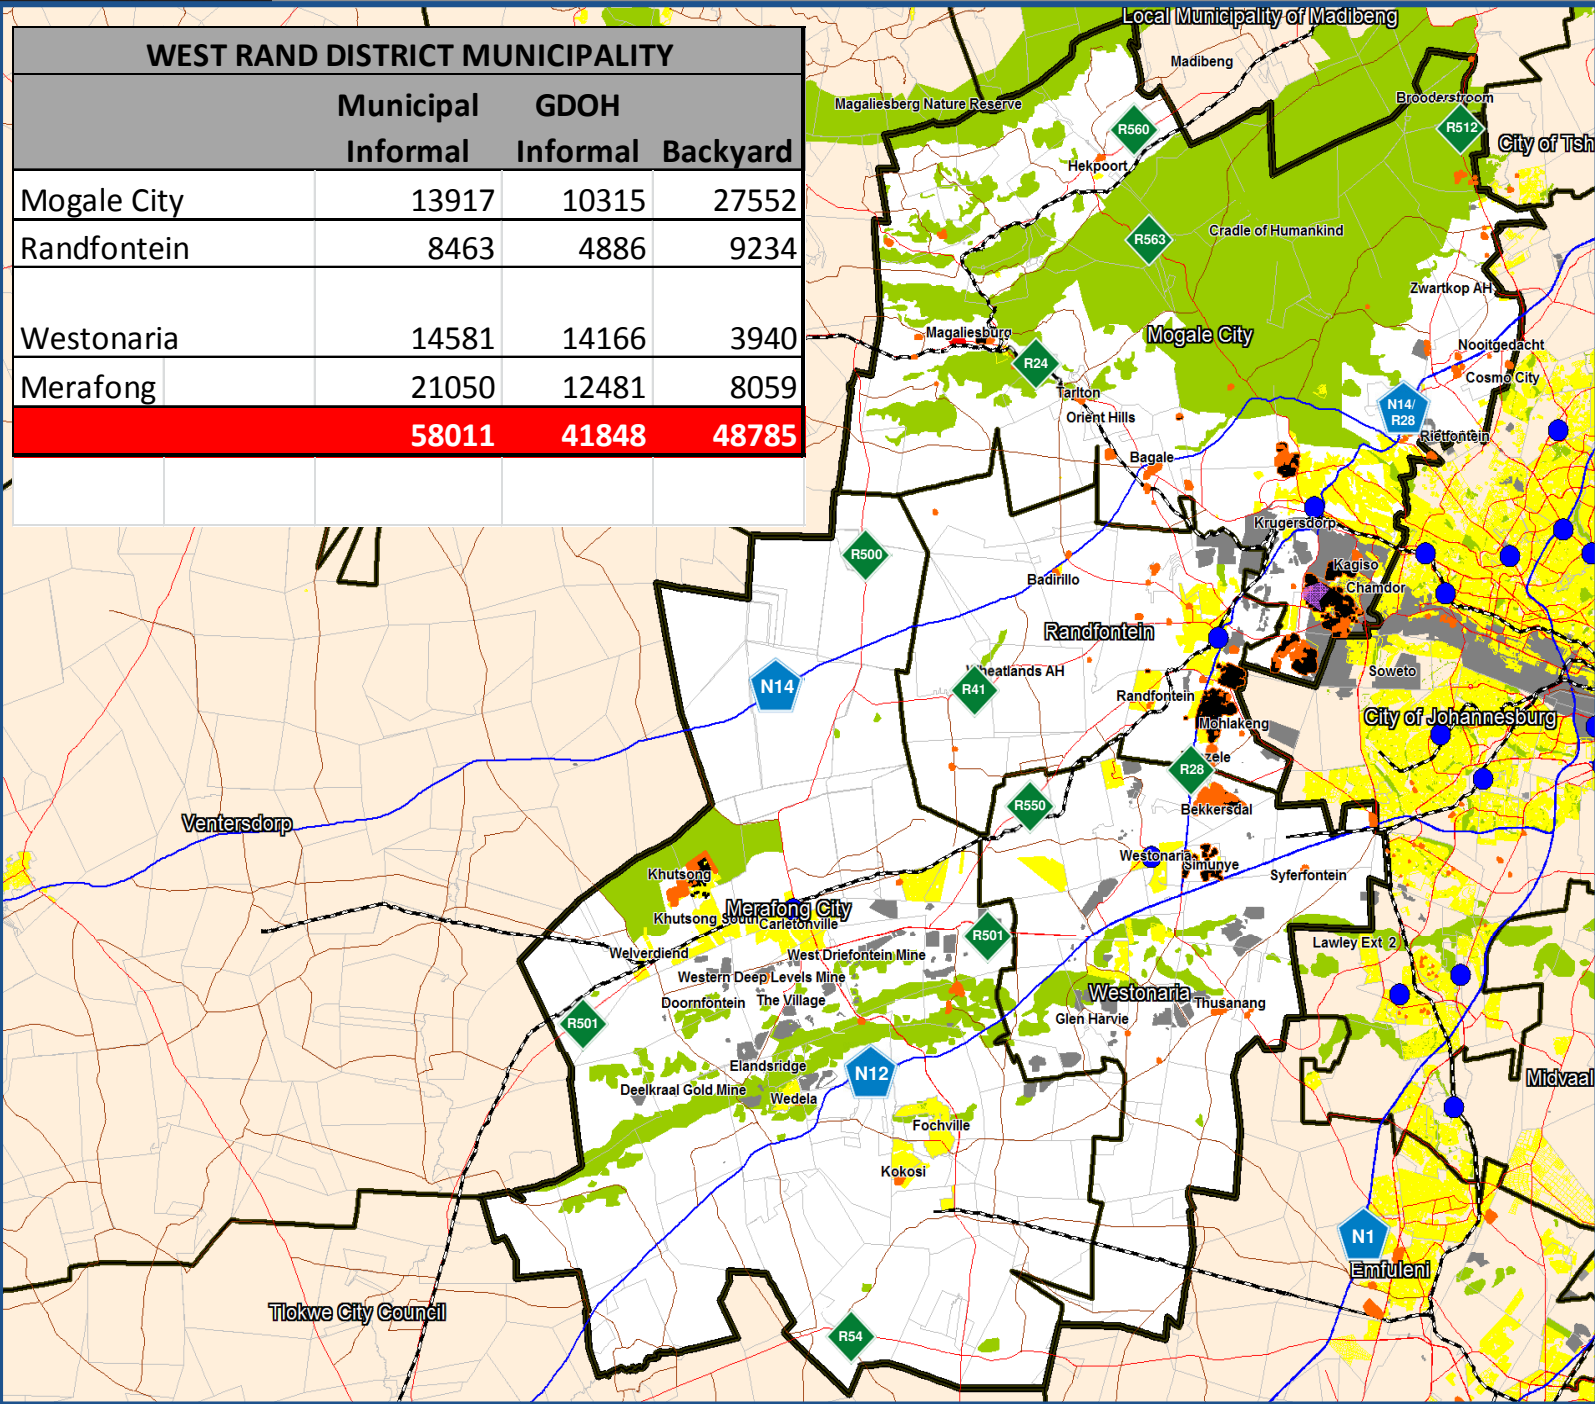 WEST RAND DISTRICT MUNICIPALITY
Municipal Informal GDOH Informal Backyard
Mogale City 13917 10315 27552
Randfontein 8463 4886 9234
Westonaria 14581 14166 3940
Merafong 21050 12481 8059
58011 41848 48785
Local Municipality of Madibeng
Madibeng
Magaliesberg Nature Reserve
Brooderstroom
R560
R512
City of Tsh
Hekpoort
R563
Cradle of Humankind
Zwartkop AH
Magaliesburg
Mogale City
Nooitgedacht
R24
Cosmo City
Tarlton
N14/
R28
Orient Hills
Rietfontein
Bagale
Krugersdorp
R500
Kagiso
Badirillo
Chamdor
Randfontein
Wheatlands AH
Soweto
N14
R41
Randfontein
Mohlakeng
City of Johannesburg
zele
R28
R550
Bekkersdal
Ventersdorp
Westonaria
Simunye
Khutsong
Syferfontein
Merafong City
Khutsong South
Carletonville
R501
Lawley Ext 2
Welverdiend
West Driefontein Mine
Western Deep Levels Mine
Doornfontein
The Village
Westonaria
Thusanang
R501
Glen Harvie
Elandsridge
N12
Midvaal
Deelkraal Gold Mine
Wedela
Fochville
Kokosi
N1
Emfuleni
Tlokwe City Council
R54